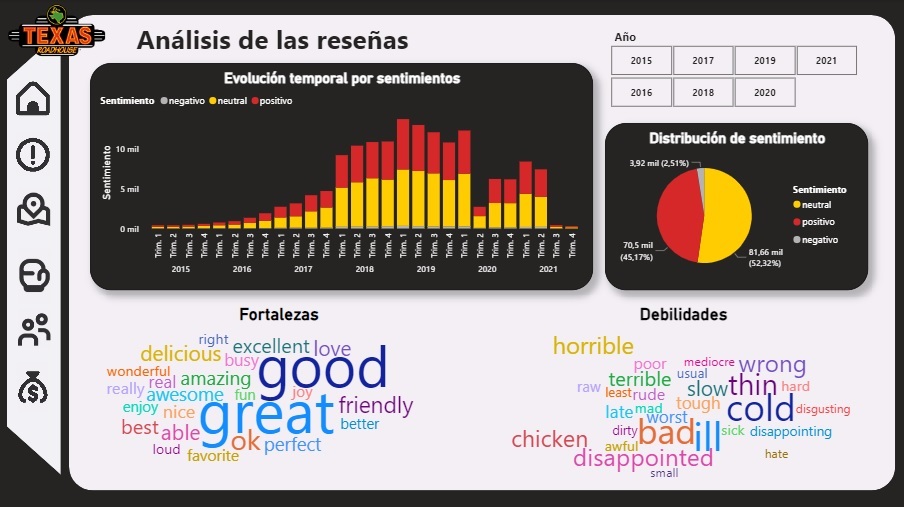 TEXAS
ROADHOUSE
Análisis de las reseñas
Año
2015 2017 2019 2021
2016 2018 2020
Evolución temporal por sentimientos
Sentimiento negativo neutral positivo
Sentimiento
10 mil
5 mil
0 mil
Trim. 1 Trim. 2 Trim. 3 Trim. 4 Trim. 1 Trim. 2 Trim. 3 Trim. 4 Trim. 1 Trim. 2 Trim. 3 Trim. 4 Trim. 1 Trim. 2 Trim. 3 Trim. 4 Trim. 1 Trim. 2 Trim. 3 Trim. 4 Trim. 1 Trim. 2 Trim. 3 Trim. 4 Trim. 1 Trim. 2 Trim. 3 Trim. 4
2015 2016 2017 2018 2019 2020 2021
Distribución de sentimiento
3,92 mil (2,51%)
70,5 mil
(45,17%)
81,66 mil
(52,32%)
Sentimiento
neutral
positivo
negativo
Fortalezas
right
excellent love
delicious busy
good
wonderful
really real amazing
awesome fun joy
enjoy nice great friendly
best able better
ok perfect
loud
favorite
Debilidades
horrible
poor mediocre wrong
usual
raw terrible slow thin hard
least rude
late mad tough cold disgusting
worst
dirty bad ill sick disappointing
chicken
awful
disappointed hate
small